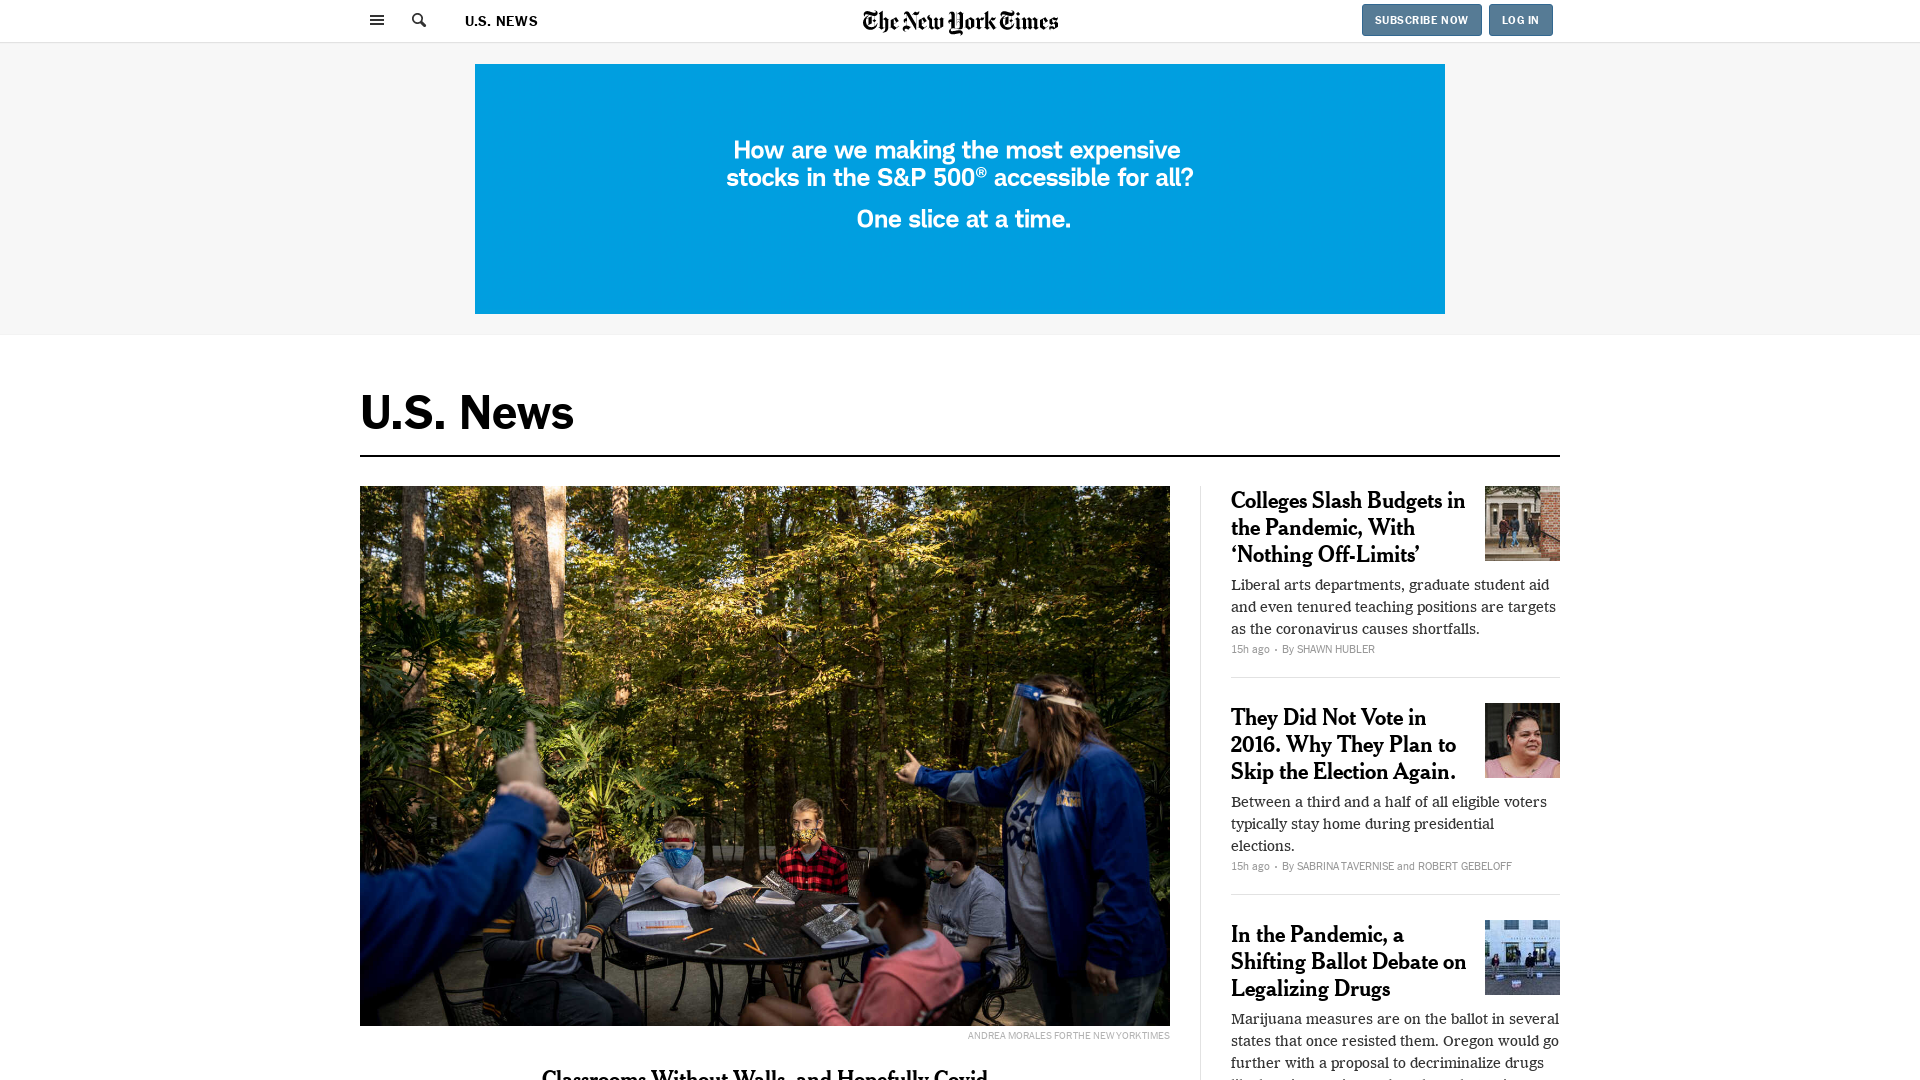 U.S. NEWS
The New York Times
SUBSCRIBE NOW
LOG IN
How are we making the most expensive
stocks in the S&P 500® accessible for all?
One slice at a time.
U.S. News
ANDREA MORALES FOR THE NEW YORK TIMES
Classrooms Without Walls, and Hopefully Covid
Colleges Slash Budgets in
the Pandemic, With
‘Nothing Off-Limits’
Liberal arts departments, graduate student aid
and even tenured teaching positions are targets
as the coronavirus causes shortfalls.
15h ago · By SHAWN HUBLER
They Did Not Vote in
2016. Why They Plan to
Skip the Election Again.
Between a third and a half of all eligible voters
typically stay home during presidential
elections.
15h ago · By SABRINA TAVERNISE and ROBERT GEBELOFF
In the Pandemic, a
Shifting Ballot Debate on
Legalizing Drugs
Marijuana measures are on the ballot in several
states that once resisted them. Oregon would go
further with a proposal to decriminalize drugs